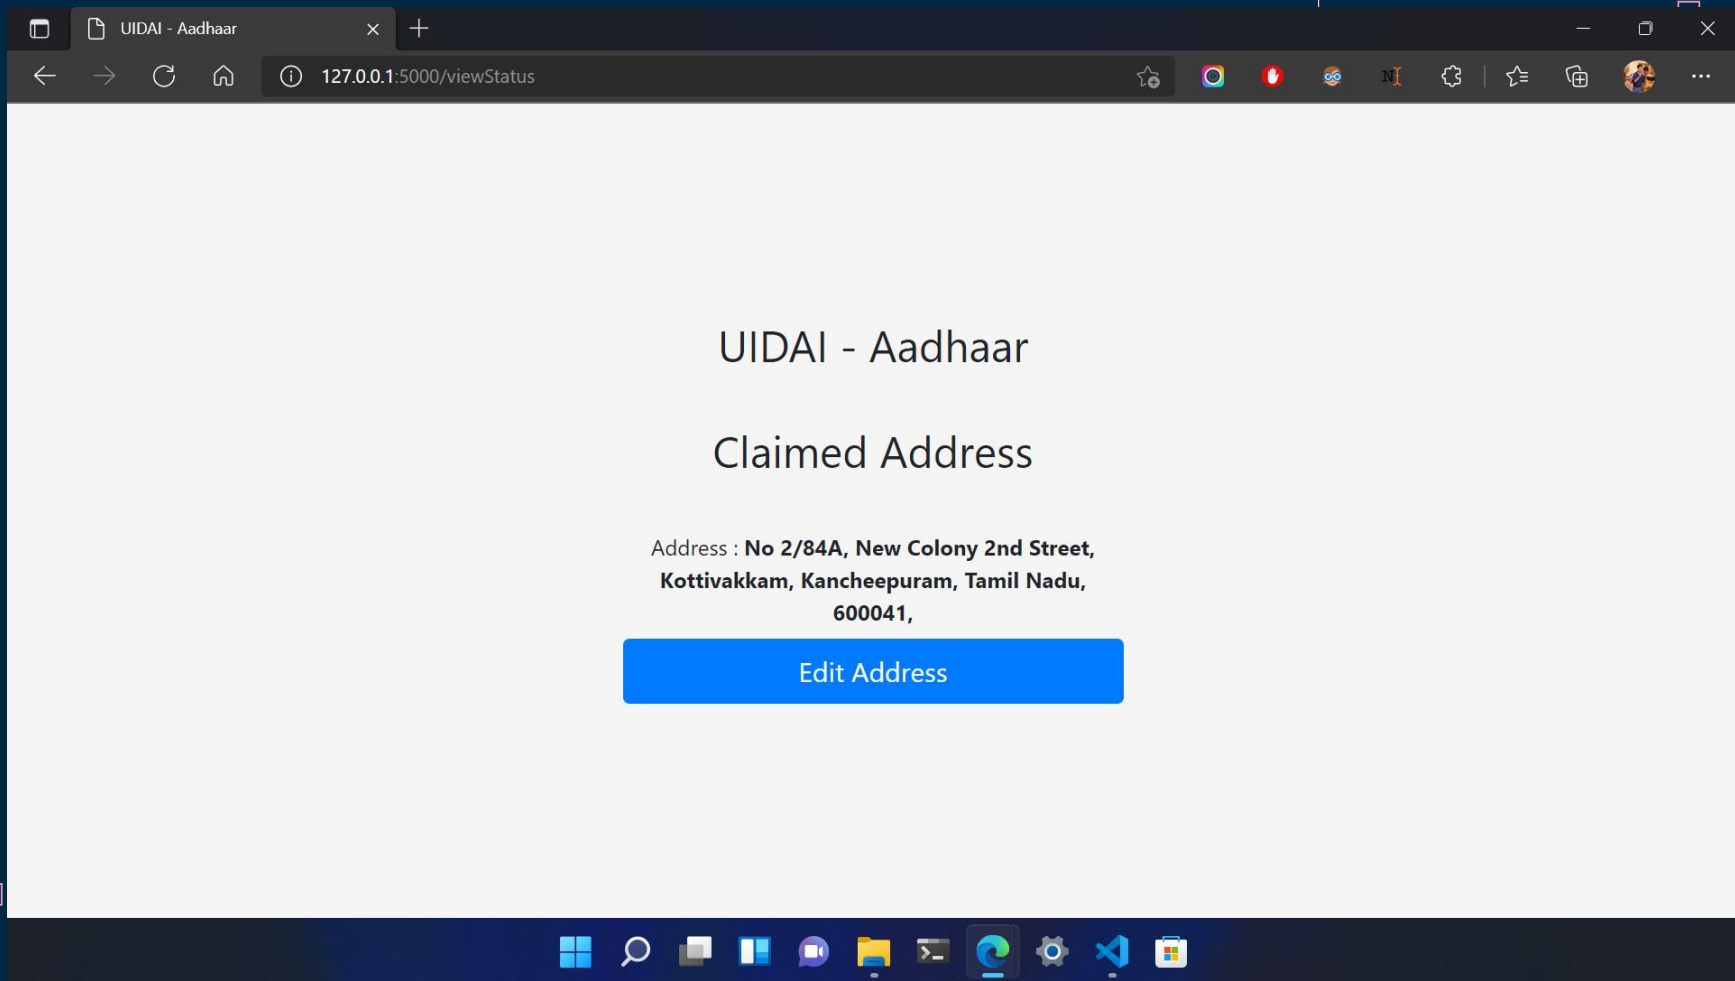 UIDAI - Aadhaar
127.0.0.1:5000/viewStatus
UIDAI - Aadhaar
Claimed Address
Address : No 2/84A, New Colony 2nd Street,
Kottivakkam, Kancheepuram, Tamil Nadu,
600041,
Edit Address